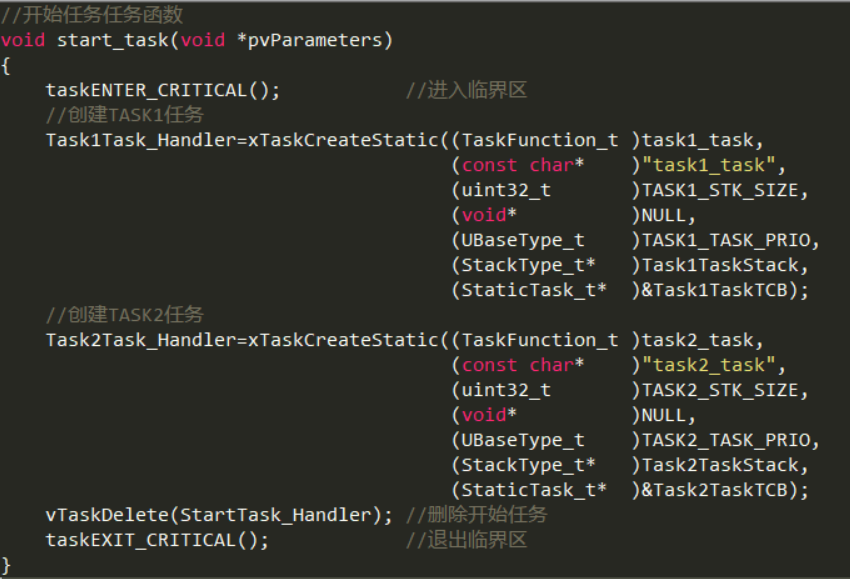 //开始任务任务函数
void start_task(void *pvParameters)
{
    taskENTER_CRITICAL();           //进入临界区
    //创建TASK1任务
    Task1Task_Handler=xTaskCreateStatic((TaskFunction_t )task1_task,
                                        (const char*    )"task1_task",
                                        (uint32_t       )TASK1_STK_SIZE,
                                        (void*          )NULL,
                                        (UBaseType_t    )TASK1_TASK_PRIO,
                                        (StackType_t*   )Task1TaskStack,
                                        (StaticTask_t*  )&Task1TaskTCB);
    //创建TASK2任务
    Task2Task_Handler=xTaskCreateStatic((TaskFunction_t )task2_task,
                                        (const char*    )"task2_task",
                                        (uint32_t       )TASK2_STK_SIZE,
                                        (void*          )NULL,
                                        (UBaseType_t    )TASK2_TASK_PRIO,
                                        (StackType_t*   )Task2TaskStack,
                                        (StaticTask_t*  )&Task2TaskTCB);
    vTaskDelete(StartTask_Handler); //删除开始任务
    taskEXIT_CRITICAL();            //退出临界区
}